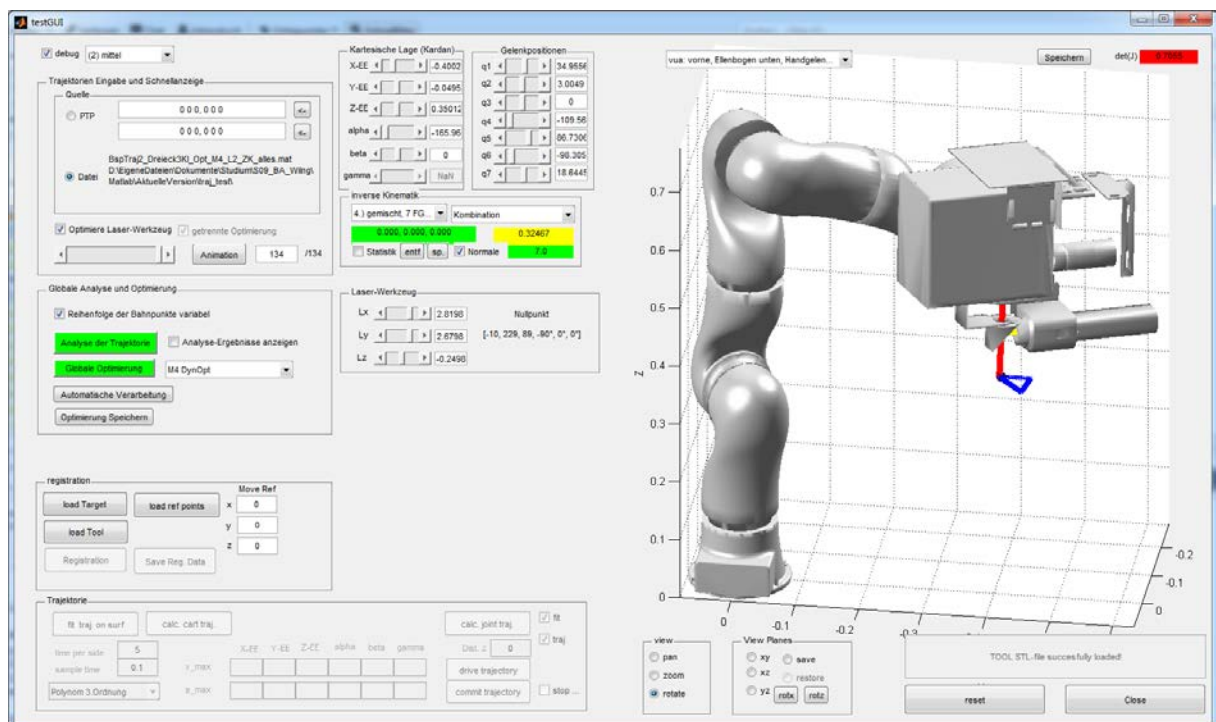 testGUI
debug (2) mittel
Trajektorien Eingabe und Schnellanzeige
Quelle
PTP
0 0 0, 0 0 0
<-
0 0 0, 0 0 0
<-
Datei
BspTraj2_Dreieck3Kl_Opt_M4_L2_ZK_alles.mat
D:\EigeneDateien\Dokumente\Studium\S09_BA_WIing\
Matlab\AktuelleVersion\traj_test\
Optimiere Laser-Werkzeug getrennte Optimierung
Animation 134 /134
Globale Analyse und Optimierung
Reihenfolge der Bahnpunkte variabel
Analyse der Trajektorie Analyse-Ergebnisse anzeigen
Globale Optimierung M4 DynOpt
Automatische Verarbeitung
Optimierung Speichern
registration
Move Ref
load Target load ref points x 0
load Tool y 0
z 0
Registration Save Reg. Data
Kartesische Lage (Kardan)
X-EE -0.4002
Y-EE -0.0495
Z-EE 0.35012
alpha -165.96
beta 0
gamma NaN
Gelenkpositionen
q1 34.9556
q2 3.0049
q3 0
q4 -109.56
q5 86.7306
q6 -98.385
q7 18.6445
inverse Kinematik
4.) gemischt, 7 FG... Kombination
0.000, 0.000, 0.000 0.32467
Statistik entf sp. Normale 7.0
Laser-Werkzeug
Lx 2.8198
Ly 2.6798
Lz -0.2498
Nullpunkt
[-10, 229, 89, -90°, 0°, 0°]
vua: vorne, Ellenbogen unten, Handgelen...
Speichern det(J) 0.7655
Z
0.7
0.6
0.5
0.4
0.3
0.2
0.1
0
0
-0.1
-0.2
-0.3
-0.2
-0.1
0
Trajektorie
fit traj. on surf calc. cart traj. calc. joint traj. fit
time per side 5
sample time 0.1
Polynom 3.Ordnung
X-EE Y-EE Z-EE alpha beta gamma
v_max
a_max
Dist. z 0 traj
drive trajectory
commit trajectory stop ...
view
pan
zoom
rotate
View Planes
xy save
xz restore
yz rotx rotz
TOOL STL-file succesfully loaded!
reset Close